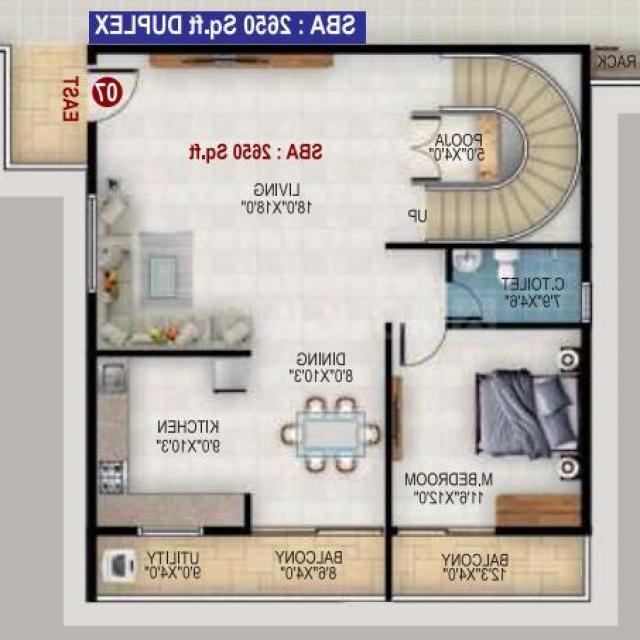 SBA : 2650 Sq.ft DUPLEX
RACK
07
EAST
POOJA
5'0"X4'0"
SBA : 2650 Sq.ft
LIVING
18'0"X18'0"
UP
C.TOILET
7'9"X4'6"
DINING
8'0"X10'3"
KITCHEN
9'0"X10'3"
M.BEDROOM
11'6"X12'0"
UTILITY
9'0"X4'0"
BALCONY
8'6"X4'0"
BALCONY
12'3"X4'0"